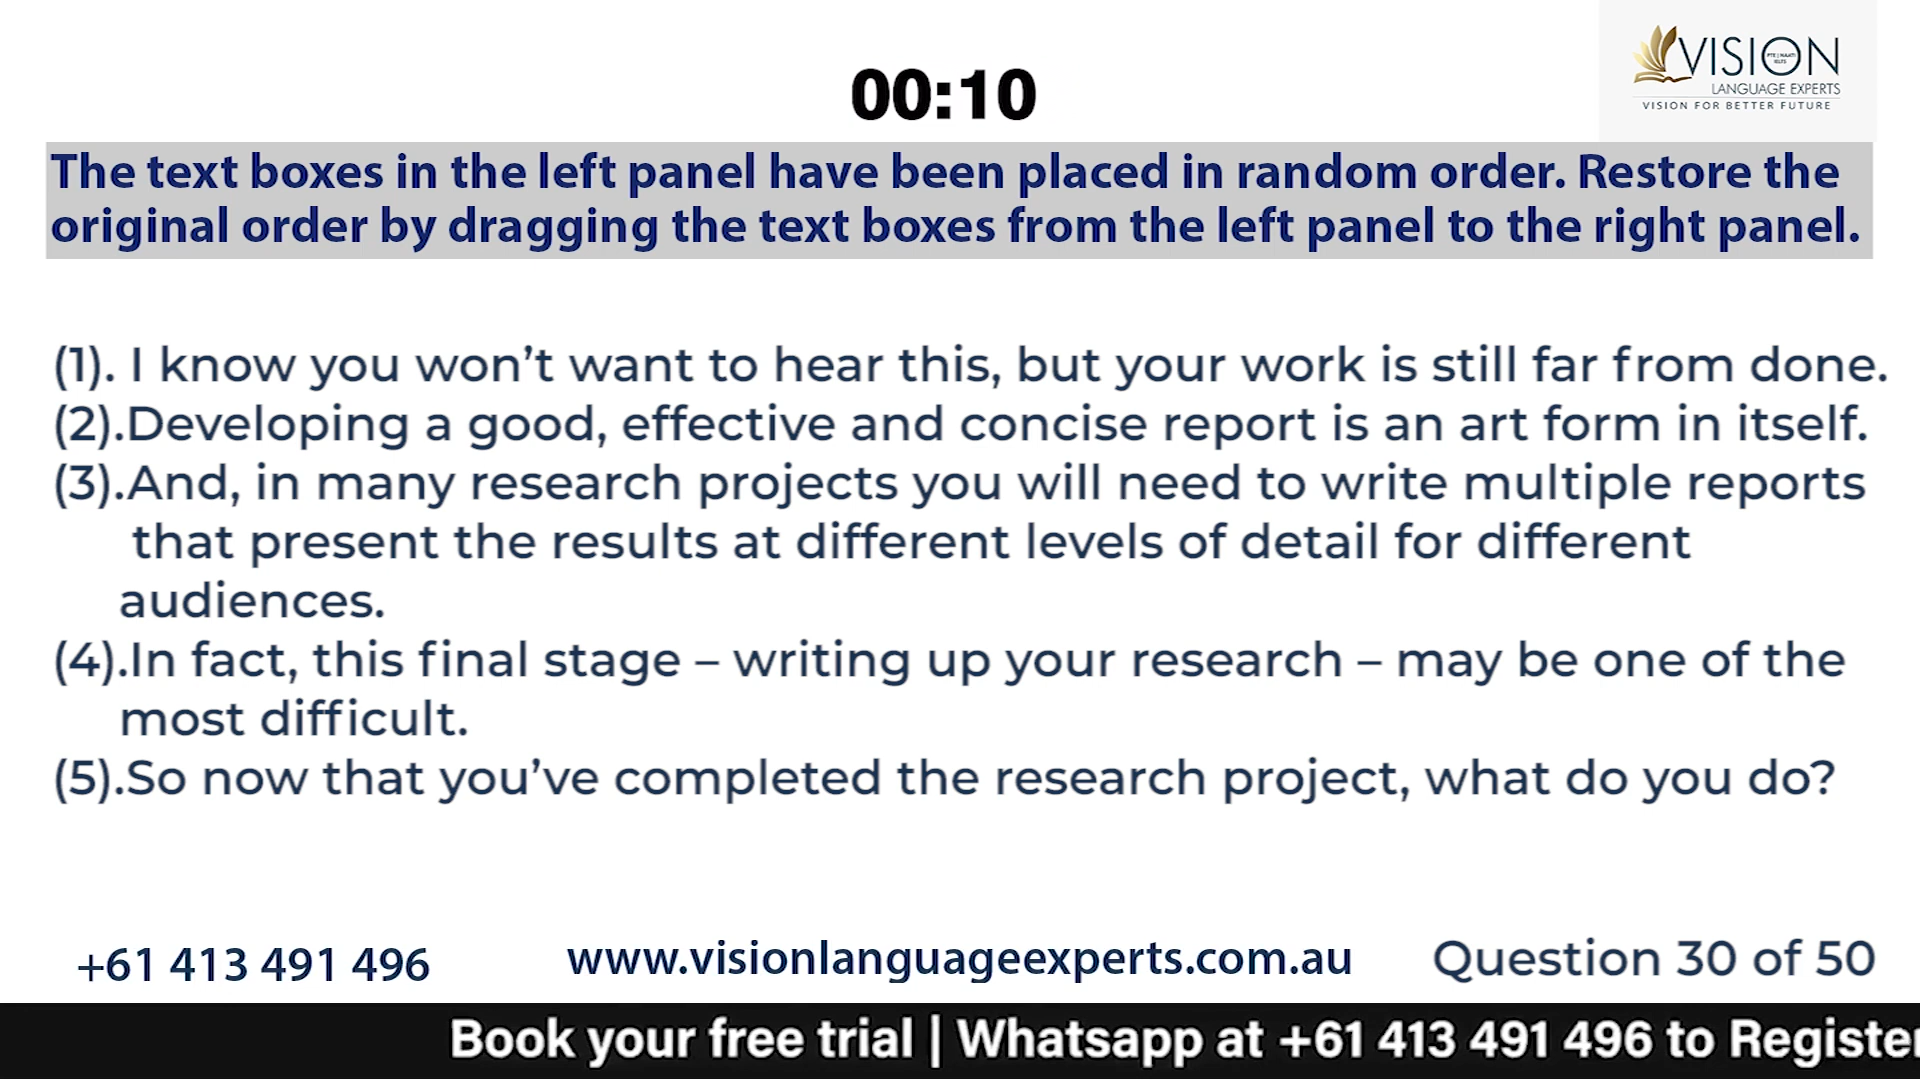 VISION
PTE | NAATI
IELTS
LANGUAGE EXPERTS
VISION FOR BETTER FUTURE
00:10
The text boxes in the left panel have been placed in random order. Restore the
original order by dragging the text boxes from the left panel to the right panel.
(1). I know you won’t want to hear this, but your work is still far from done.
(2).Developing a good, effective and concise report is an art form in itself.
(3).And, in many research projects you will need to write multiple reports
that present the results at different levels of detail for different
audiences.
(4).In fact, this final stage – writing up your research – may be one of the
most difficult.
(5).So now that you’ve completed the research project, what do you do?
+61 413 491 496
www.visionlanguageexperts.com.au
Question 30 of 50
Book your free trial | Whatsapp at +61 413 491 496 to Register